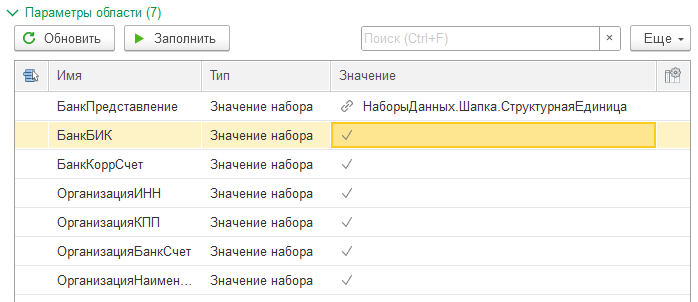 Параметры области (7)
Обновить Заполнить Поиск (Ctrl+F) × Еще
Имя Тип Значение
БанкПредставление Значение набора НаборыДанных.Шапка.СтруктурнаяЕдиница
БанкБИК Значение набора
БанкКоррСчет Значение набора
ОрганизацияИНН Значение набора
ОрганизацияКПП Значение набора
ОрганизацияБанкСчет Значение набора
ОрганизацияНаимен... Значение набора